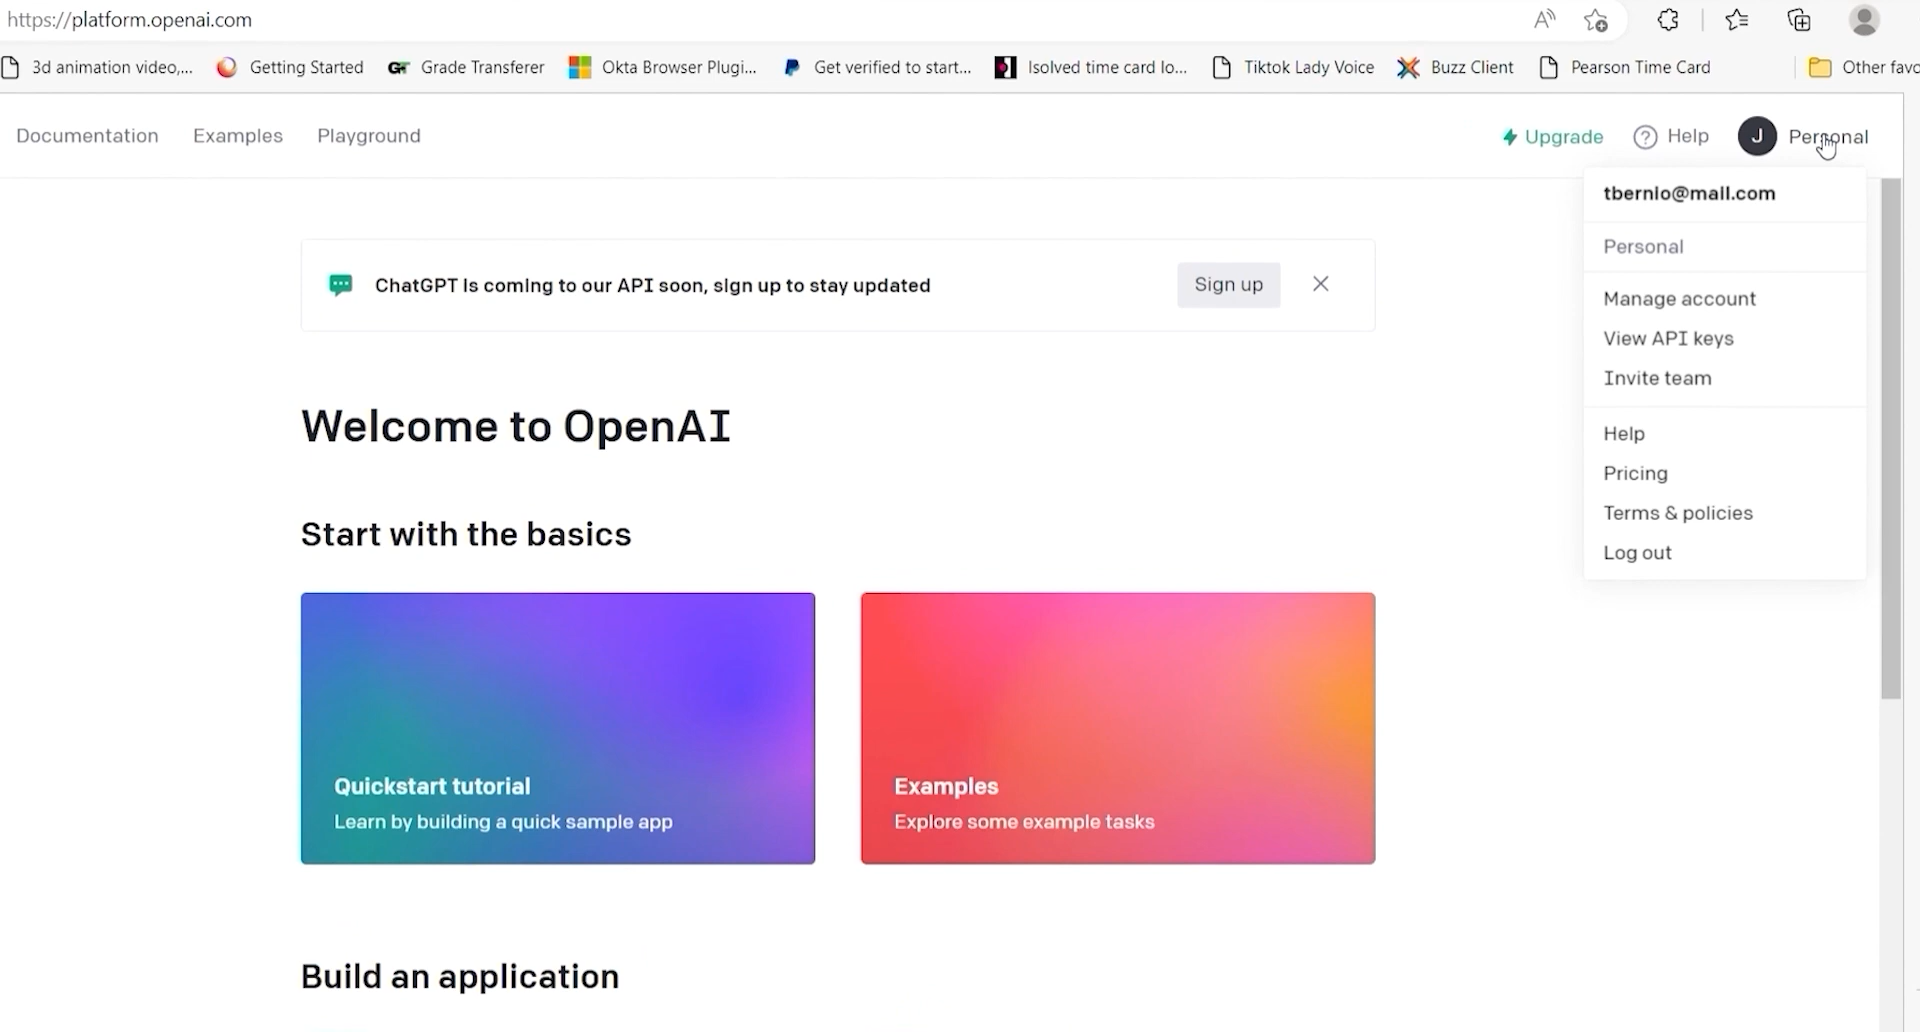 https://platform.openai.com
3d animation video,... Getting Started GT Grade Transferer Okta Browser Plugi... Get verified to start... Isolved time card lo... Tiktok Lady Voice Buzz Client Pearson Time Card Other favo
Documentation Examples Playground Upgrade Help J Personal
tbernio@mail.com
Personal
Manage account
View API keys
Invite team
Help
Pricing
Terms & policies
Log out
ChatGPT is coming to our API soon, sign up to stay updated Sign up
Welcome to OpenAI
Start with the basics
Quickstart tutorial
Learn by building a quick sample app
Examples
Explore some example tasks
Build an application